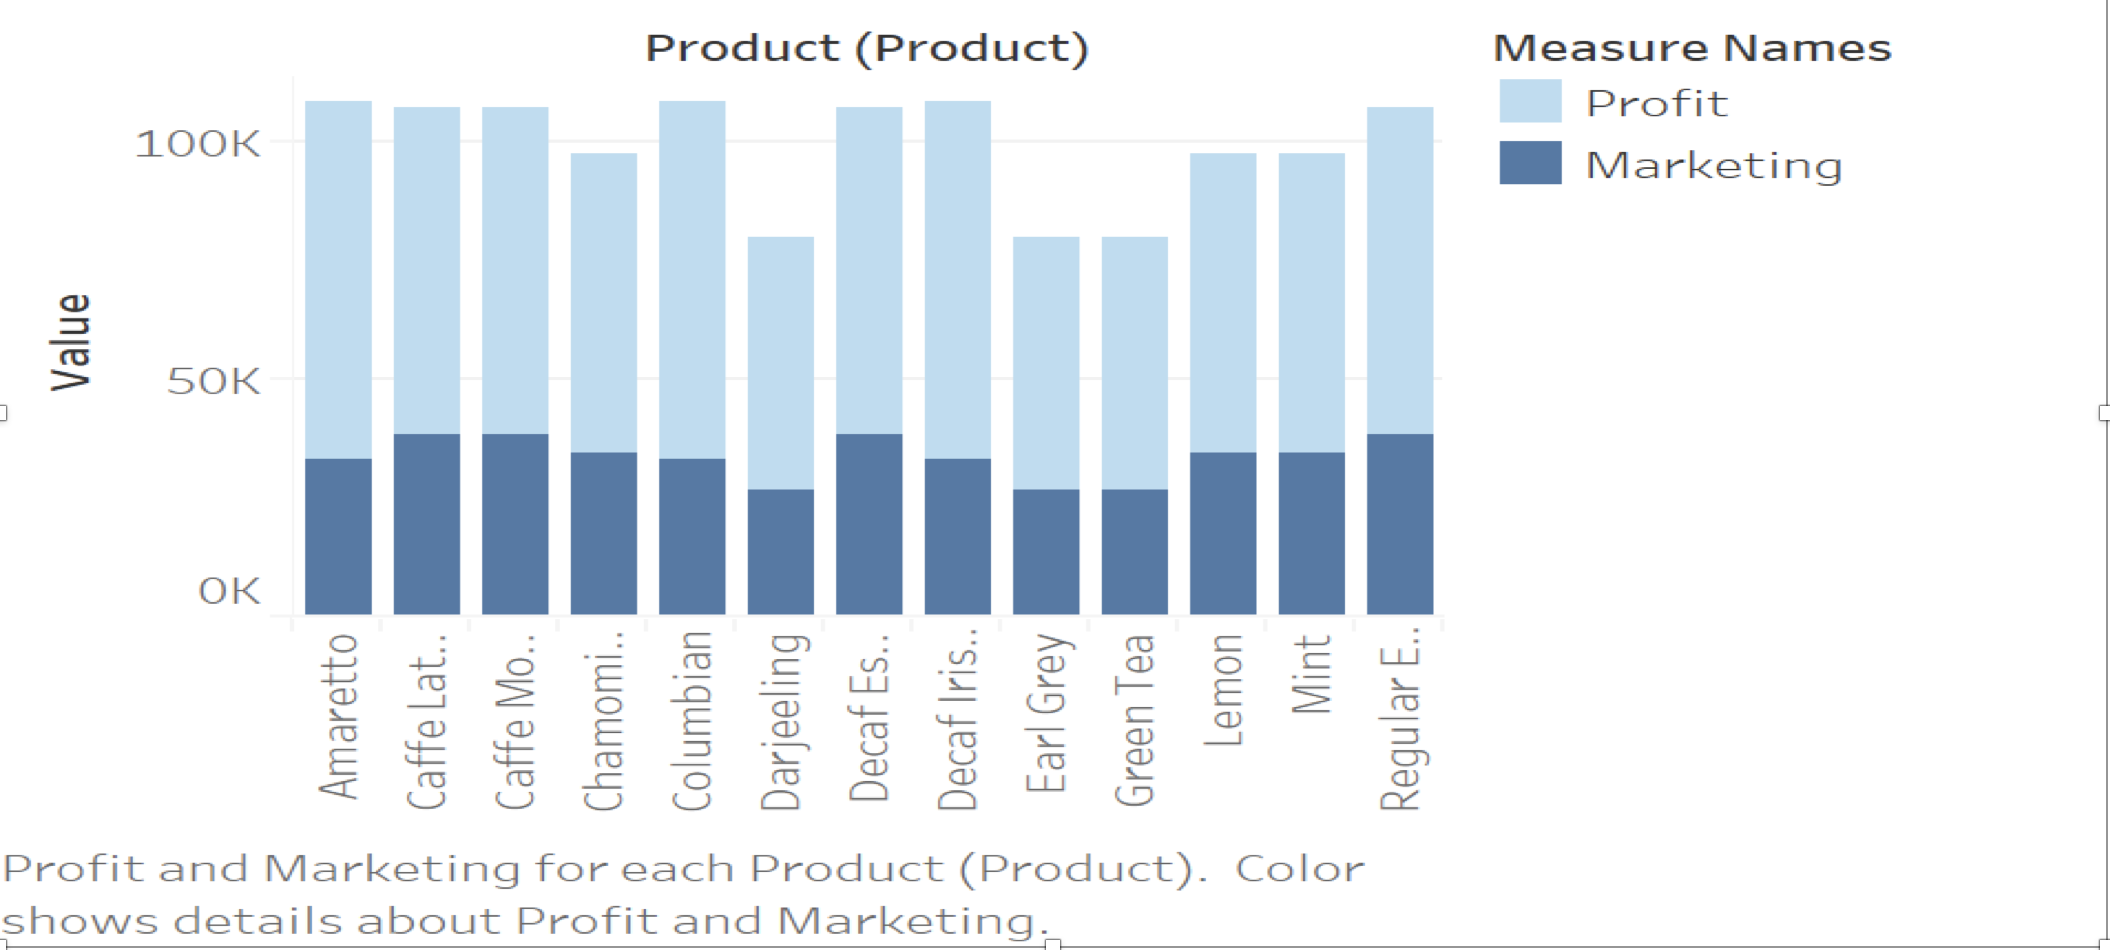 Product (Product)
Measure Names
Profit
Marketing
Value
100K
50K
0K
Amaretto
Caffe Lat..
Caffe Mo..
Chamomi..
Columbian
Darjeeling
Decaf Es..
Decaf Iris..
Earl Grey
Green Tea
Lemon
Mint
Regular E..
Profit and Marketing for each Product (Product).  Color
shows details about Profit and Marketing.